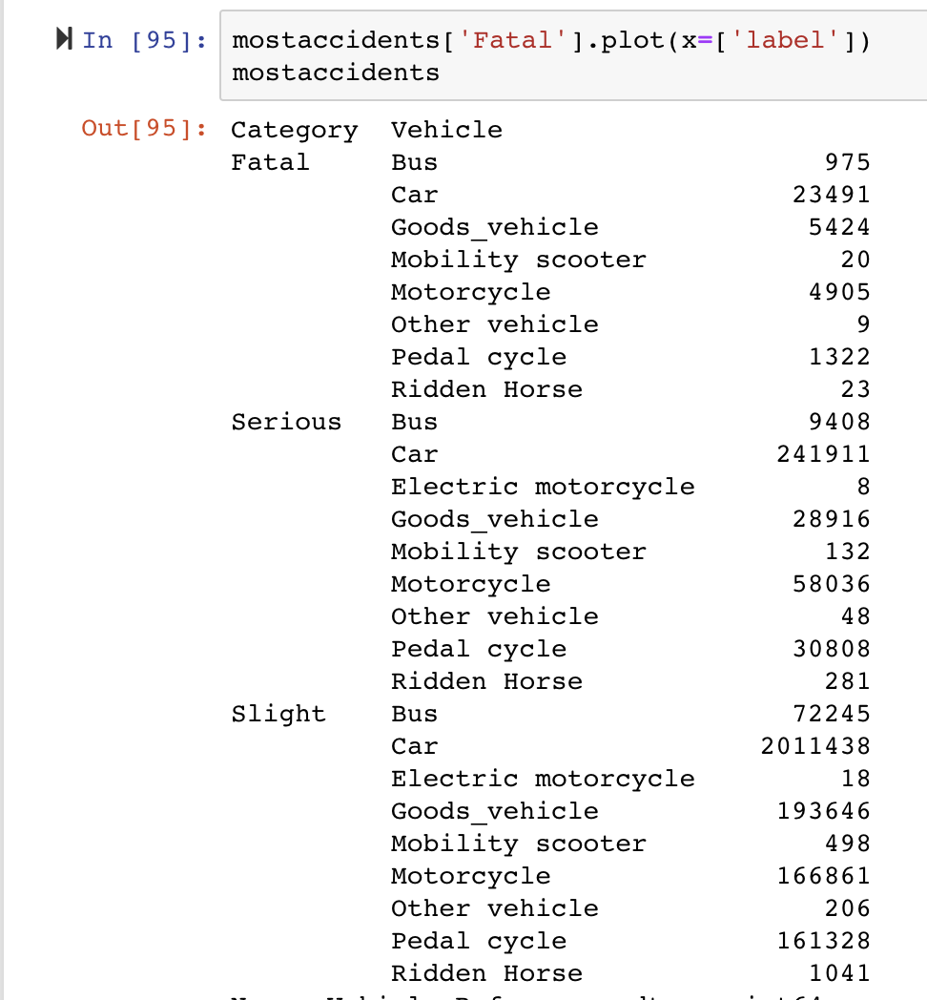 In [95]: mostaccidents['Fatal'].plot(x=['label'])
mostaccidents
Out[95]: Category Vehicle
Fatal Bus 975
Car 23491
Goods_vehicle 5424
Mobility scooter 20
Motorcycle 4905
Other vehicle 9
Pedal cycle 1322
Ridden Horse 23
Serious Bus 9408
Car 241911
Electric motorcycle 8
Goods_vehicle 28916
Mobility scooter 132
Motorcycle 58036
Other vehicle 48
Pedal cycle 30808
Ridden Horse 281
Slight Bus 72245
Car 2011438
Electric motorcycle 18
Goods_vehicle 193646
Mobility scooter 498
Motorcycle 166861
Other vehicle 206
Pedal cycle 161328
Ridden Horse 1041